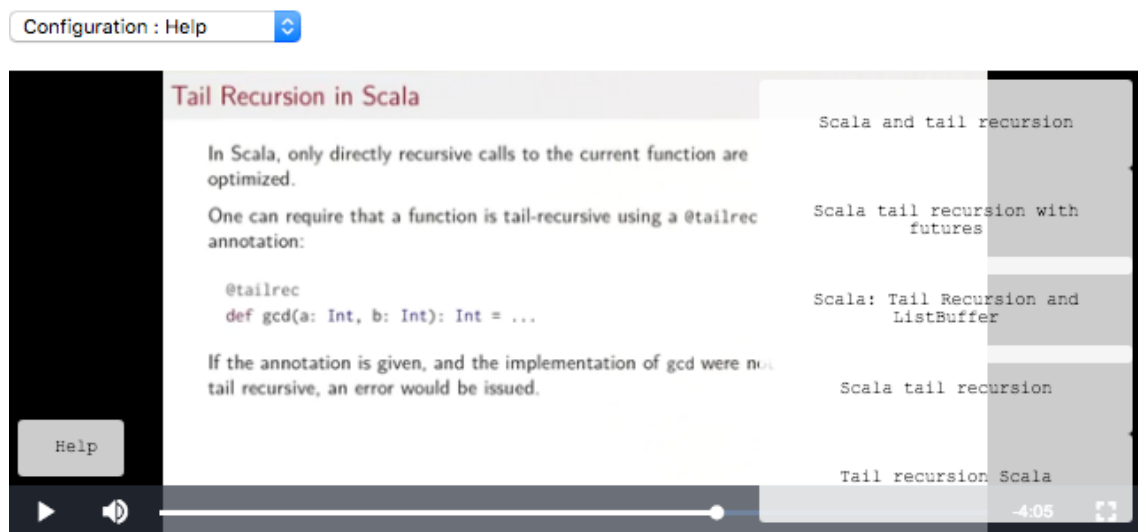 Configuration : Help
Tail Recursion in Scala
In Scala, only directly recursive calls to the current function are
optimized.
One can require that a function is tail-recursive using a @tailrec
annotation:
@tailrec
def gcd(a: Int, b: Int): Int = ...
If the annotation is given, and the implementation of gcd were not
tail recursive, an error would be issued.
Scala and tail recursion
Scala tail recursion with
futures
Scala: Tail Recursion and
ListBuffer
Scala tail recursion
Tail recursion Scala
Help
-4:05